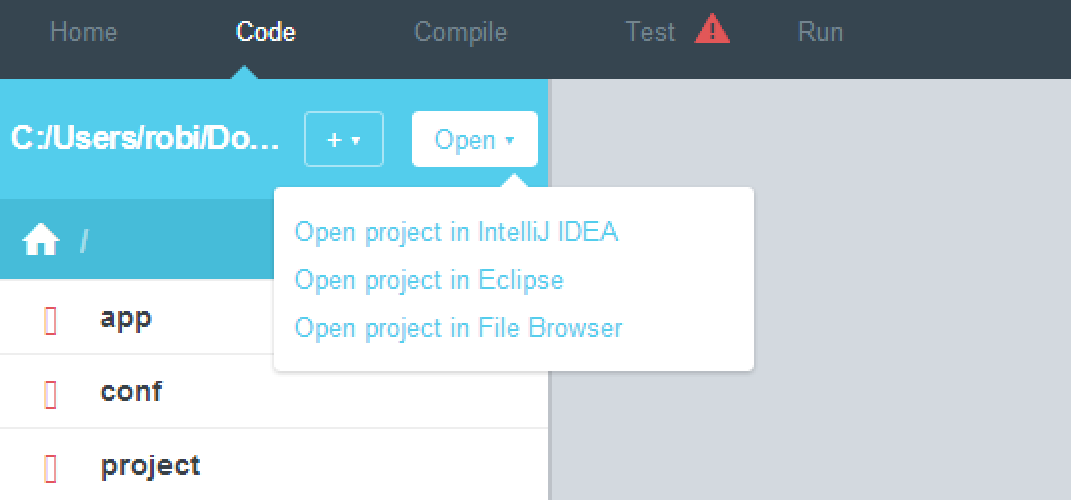 Home Code Compile Test Run
C:/Users/robi/Do... + Open
Open project in IntelliJ IDEA
/
Open project in Eclipse
app
Open project in File Browser
conf
project